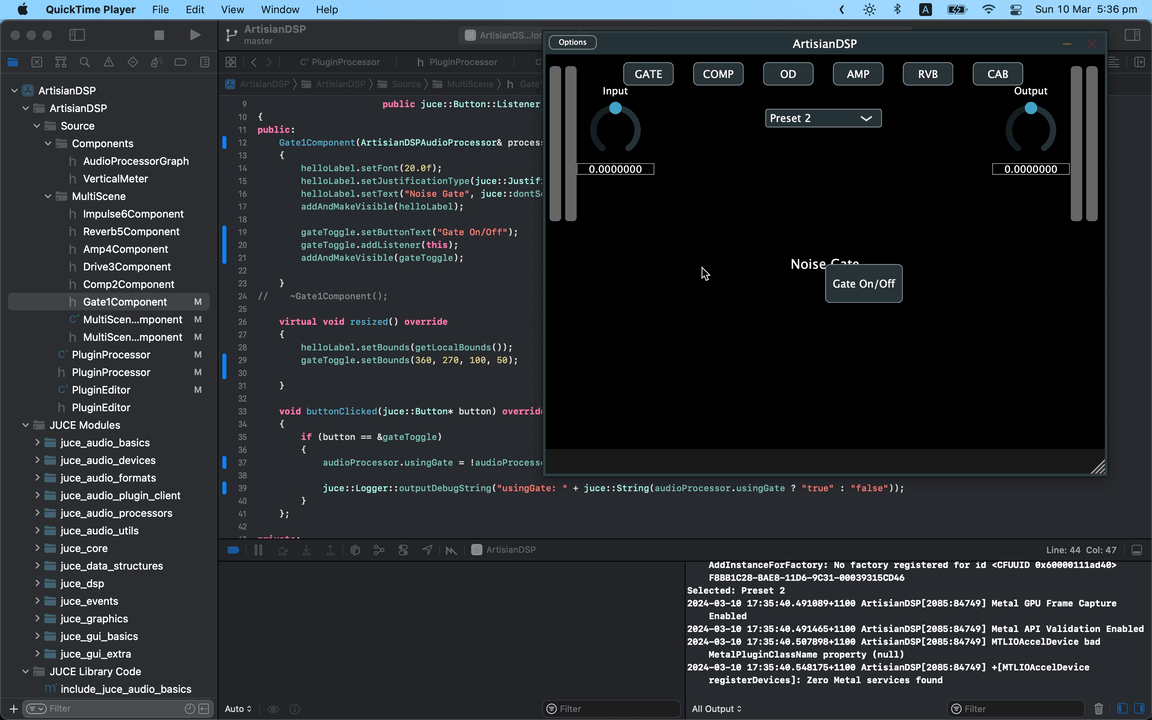 QuickTime Player File Edit View Window Help
A
Sun 10 Mar 5:36 pm
ArtisianDSP
master
ArtisanDS...lon
PluginProcessor
h PluginProcessor
ArtisianDSP
ArtisianDSP
Source
MultiScene
h
ArtisianDSP
ArtisianDSP
Source
Components
h AudioProcessorGraph
h VerticalMeter
MultiScene
h Impulse6Component
h Reverb5Component
h Amp4Component
h Drive3Component
h Comp2Component
h Gate1Component M
MultiScen...mponent M
h MultiScen...mponent M
PluginProcessor M
h PluginProcessor M
PluginEditor M
h PluginEditor
JUCE Modules
juce_audio_basics
juce_audio_devices
juce_audio_formats
juce_audio_plugin_client
juce_audio_processors
juce_audio_utils
juce_core
juce_data_structures
juce_dsp
juce_events
juce_graphics
juce_gui_basics
juce_gui_extra
JUCE Library Code
include_juce_audio_basics
Filter
9 public juce::Button::Listener
10 {
11 public:
12 Gate1Component(ArtisianDSPAudioProcessor& proces
13 {
14 helloLabel.setFont(20.0f);
15 helloLabel.setJustificationType(juce::Justif
16 helloLabel.setText("Noise Gate", juce::dontS
17 addAndMakeVisible(helloLabel);
18
19 gateToggle.setButtonText("Gate On/Off");
20 gateToggle.addListener(this);
21 addAndMakeVisible(gateToggle);
22
23 }
24 // ~Gate1Component();
25
26 virtual void resized() override
27 {
28 helloLabel.setBounds(getLocalBounds());
29 gateToggle.setBounds(360, 270, 100, 50);
30
31 }
32
33 void buttonClicked(juce::Button* button) override
34 {
35 if (button == &gateToggle)
36 {
37 audioProcessor.usingGate = !audioProcess
38
39 juce::Logger::outputDebugString("usingGate: " + juce::String(audioProcessor.usingGate ? "true" : "false"));
40 }
41 };
42
Options
ArtisianDSP
GATE COMP OD AMP RVB CAB
Input
Output
Preset 2
0.0000000
0.0000000
Noise Gate
Gate On/Off
ArtisianDSP
Line: 44 Col: 47
AddInstanceForFactory: No factory registered for id <CFUUID 0x60000111ad40>
F8BB1C28-BAE8-11D6-9C31-00039315CD46
Selected: Preset 2
2024-03-10 17:35:40.491089+1100 ArtisianDSP[2085:84749] Metal GPU Frame Capture
Enabled
2024-03-10 17:35:40.491465+1100 ArtisianDSP[2085:84749] Metal API Validation Enabled
2024-03-10 17:35:40.507898+1100 ArtisianDSP[2085:84749] MTLIOAccelDevice bad
MetalPluginClassName property (null)
2024-03-10 17:35:40.548175+1100 ArtisianDSP[2085:84749] +[MTLIOAccelDevice
registerDevices]: Zero Metal services found
Auto
Filter
All Output
Filter